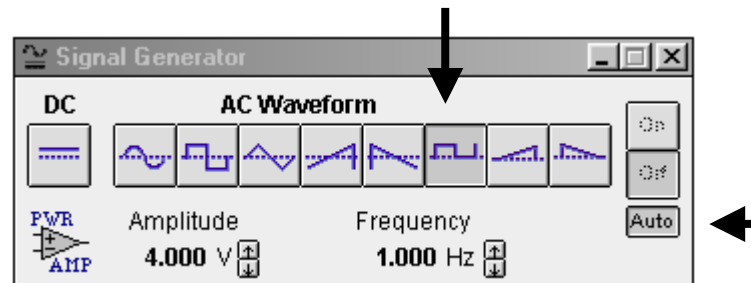 Signal Generator
DC AC Waveform
On
Off
PWR AMP Amplitude Frequency Auto
4.000 V 1.000 Hz